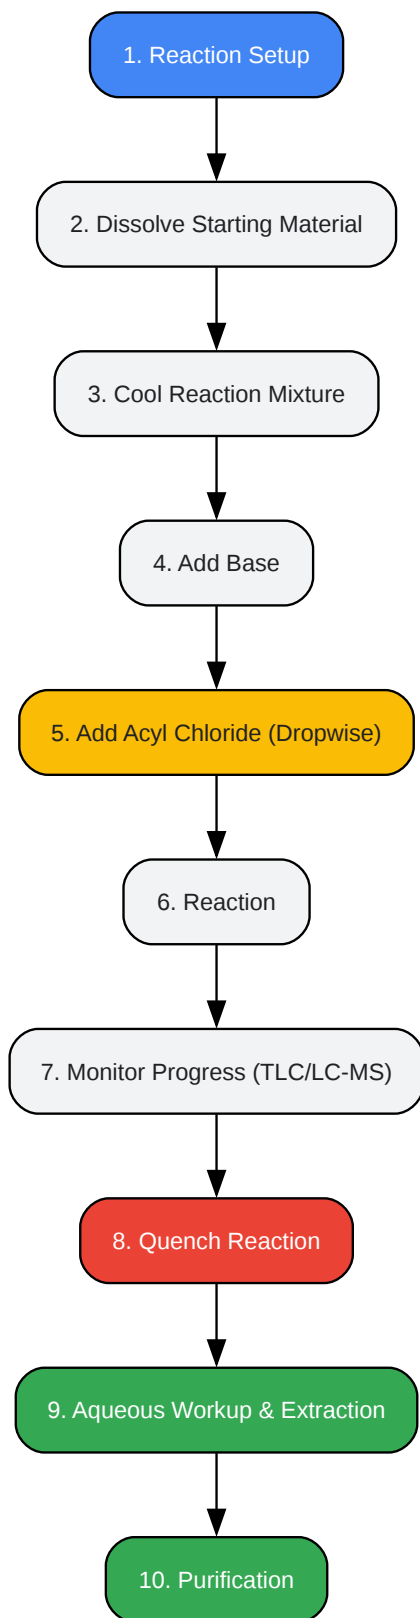 1. Reaction Setup
2. Dissolve Starting Material
3. Cool Reaction Mixture
4. Add Base
5. Add Acyl Chloride (Dropwise)
6. Reaction
7. Monitor Progress (TLC/LC-MS)
8. Quench Reaction
9. Aqueous Workup & Extraction
10. Purification